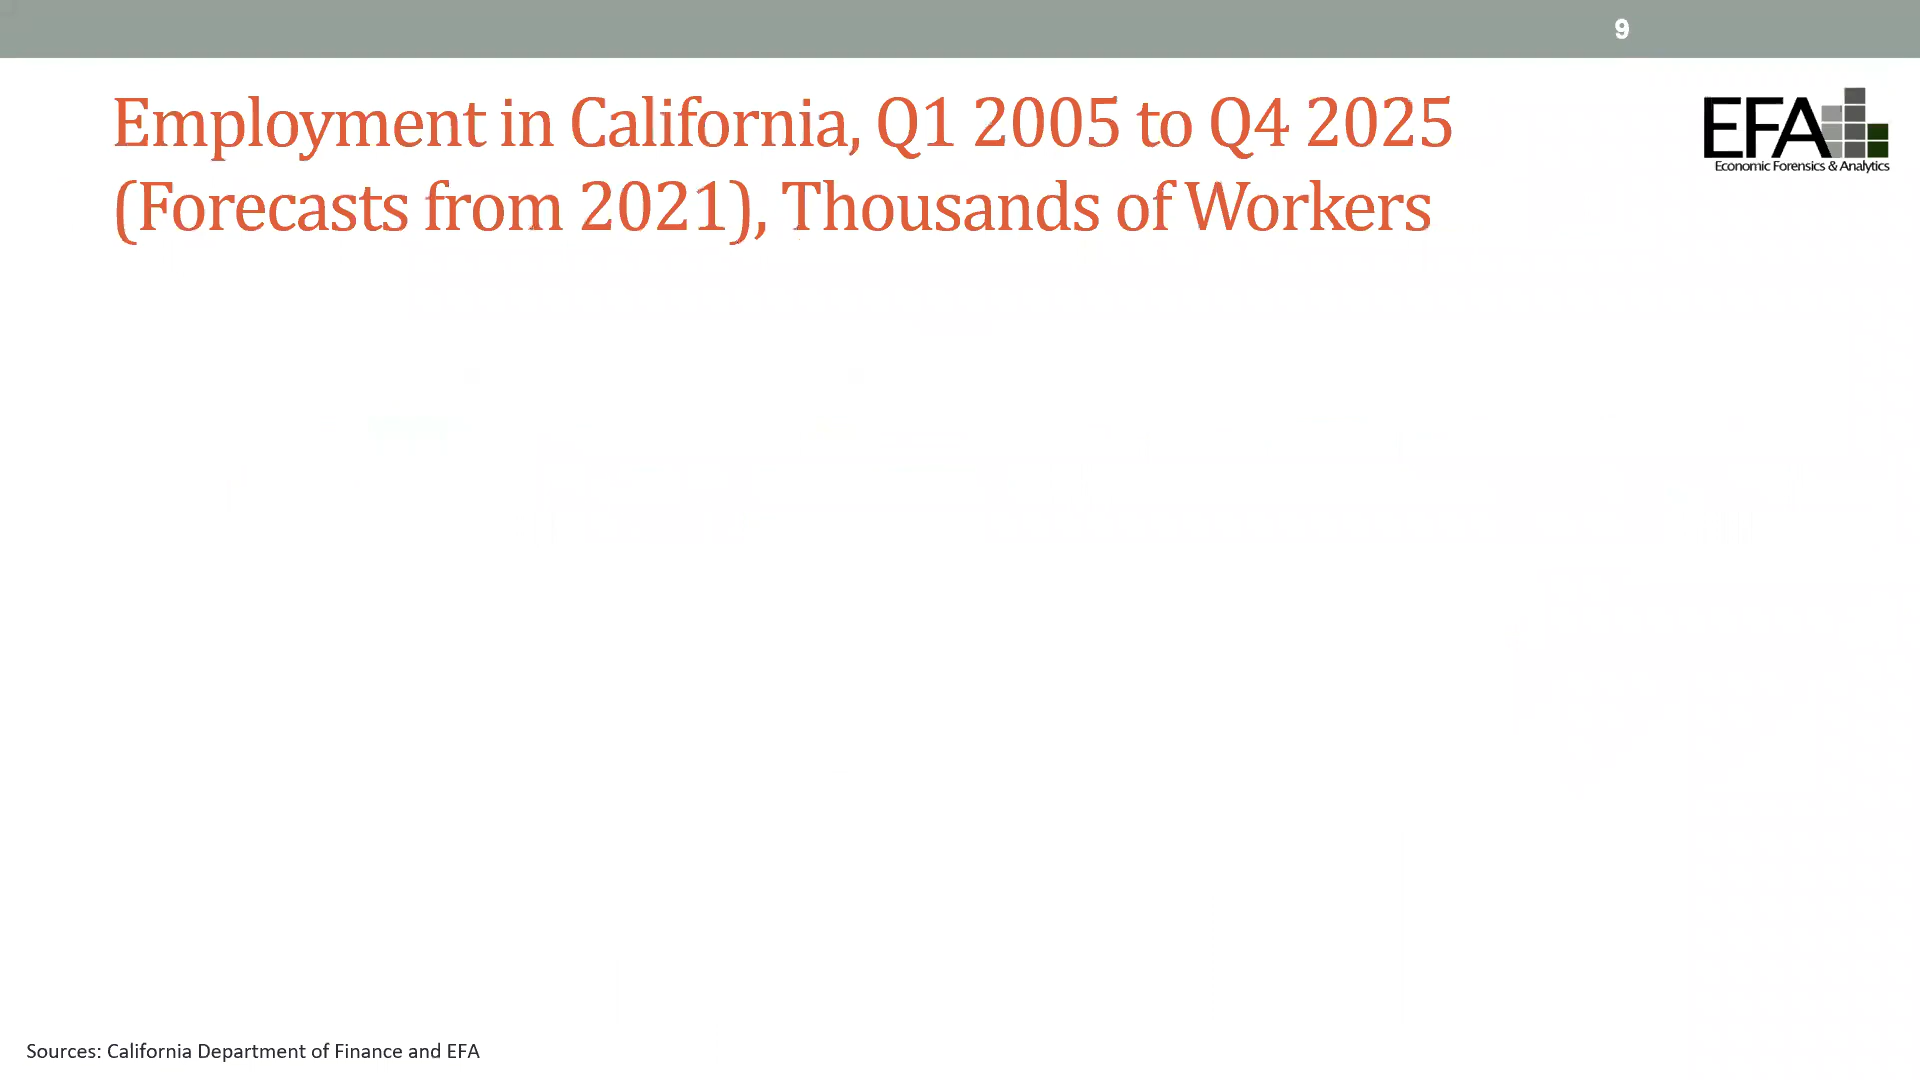 9
Employment in California, Q1 2005 to Q4 2025
(Forecasts from 2021), Thousands of Workers
EFA
Economic Forensics & Analytics
Sources: California Department of Finance and EFA